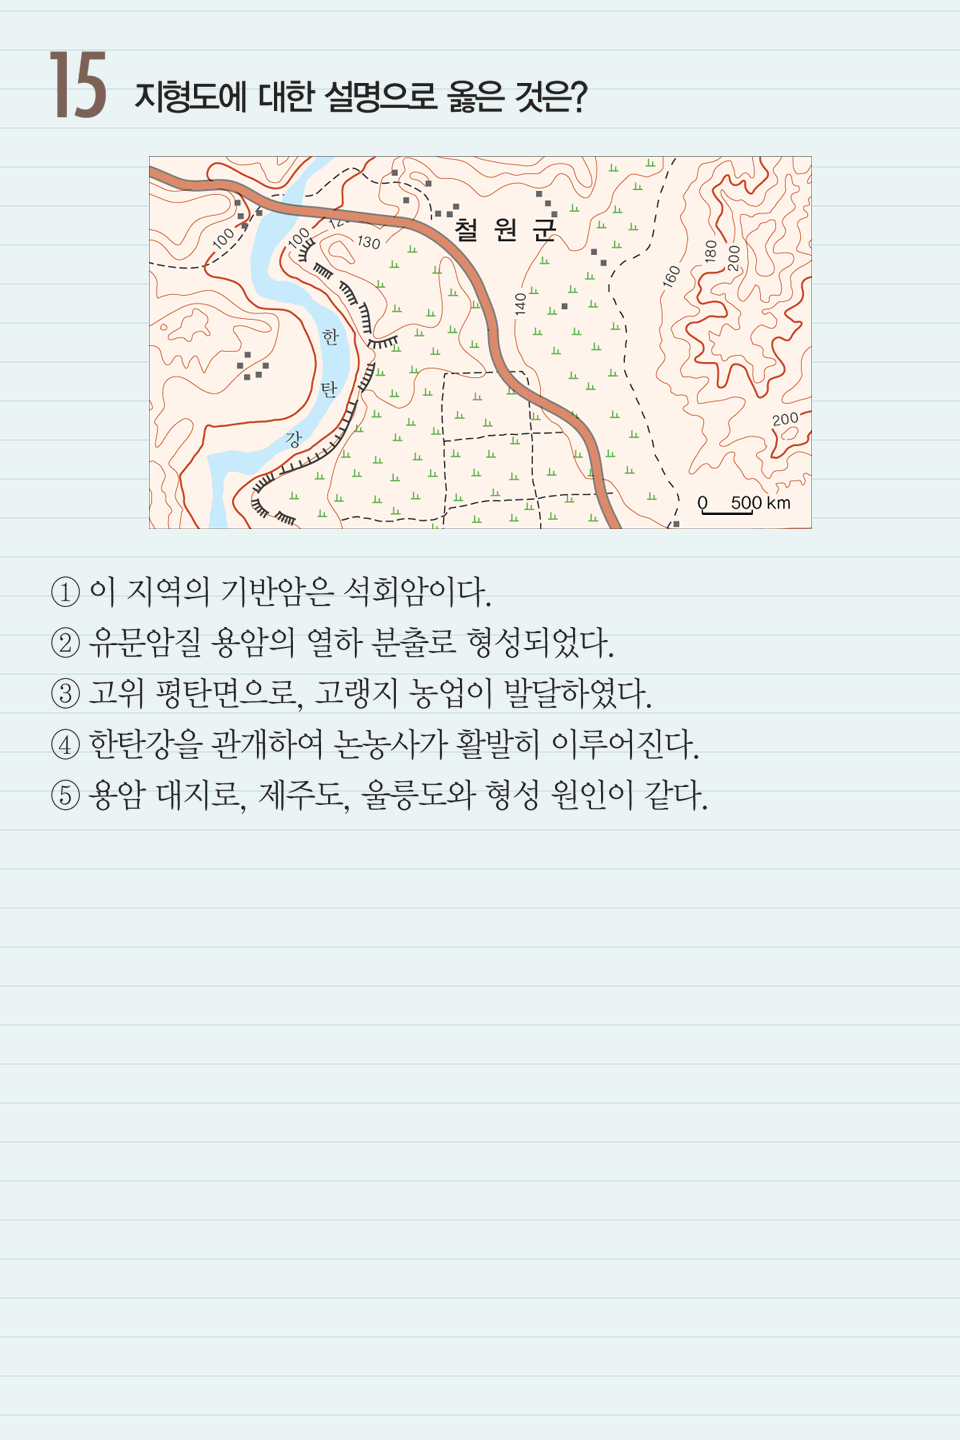 15 지형도에 대한 설명으로 옳은 것은?
철원군
100
100
130
140
160
180
200
200
한
탄
강
0 500 km
① 이 지역의 기반암은 석회암이다.
② 유문암질 용암의 열하 분출로 형성되었다.
③ 고위 평탄면으로, 고랭지 농업이 발달하였다.
④ 한탄강을 관개하여 논농사가 활발히 이루어진다.
⑤ 용암 대지로, 제주도, 울릉도와 형성 원인이 같다.